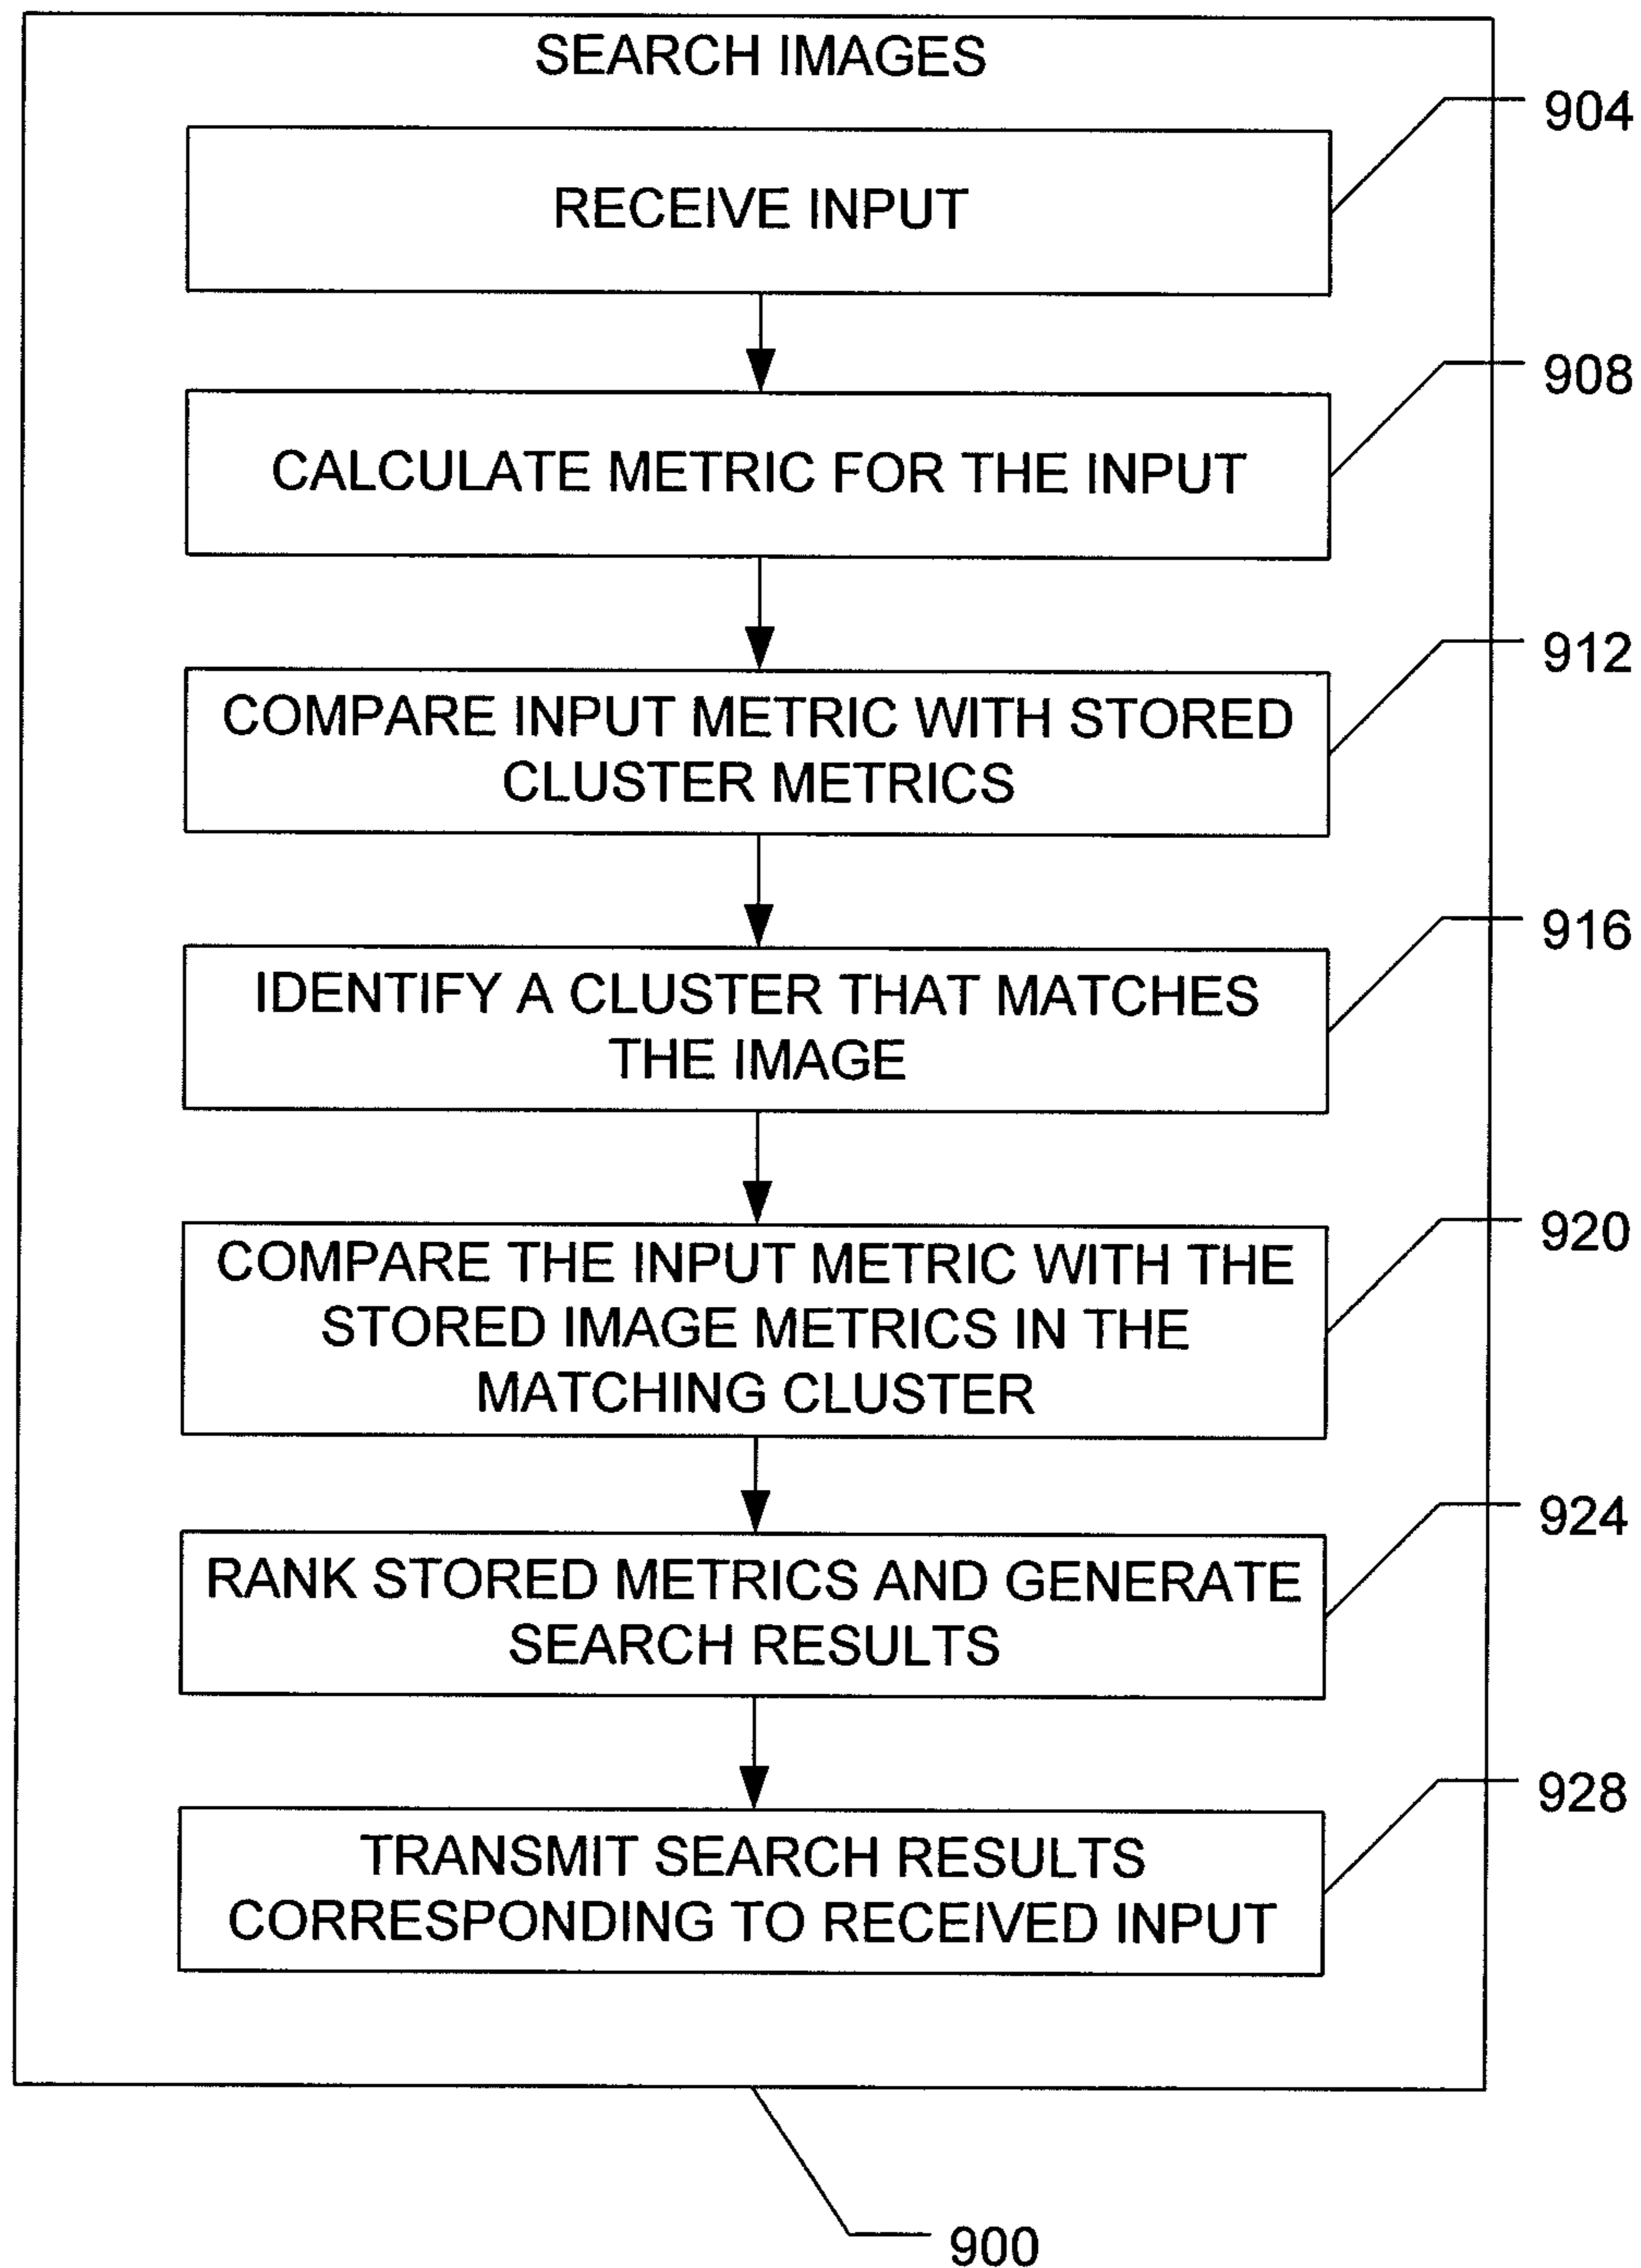 SEARCH IMAGES
904
RECEIVE INPUT
908
CALCULATE METRIC FOR THE INPUT
912
COMPARE INPUT METRIC WITH STORED
CLUSTER METRICS
916
IDENTIFY A CLUSTER THAT MATCHES
THE IMAGE
920
COMPARE THE INPUT METRIC WITH THE
STORED IMAGE METRICS IN THE
MATCHING CLUSTER
924
RANK STORED METRICS AND GENERATE
SEARCH RESULTS
928
TRANSMIT SEARCH RESULTS
CORRESPONDING TO RECEIVED INPUT
900